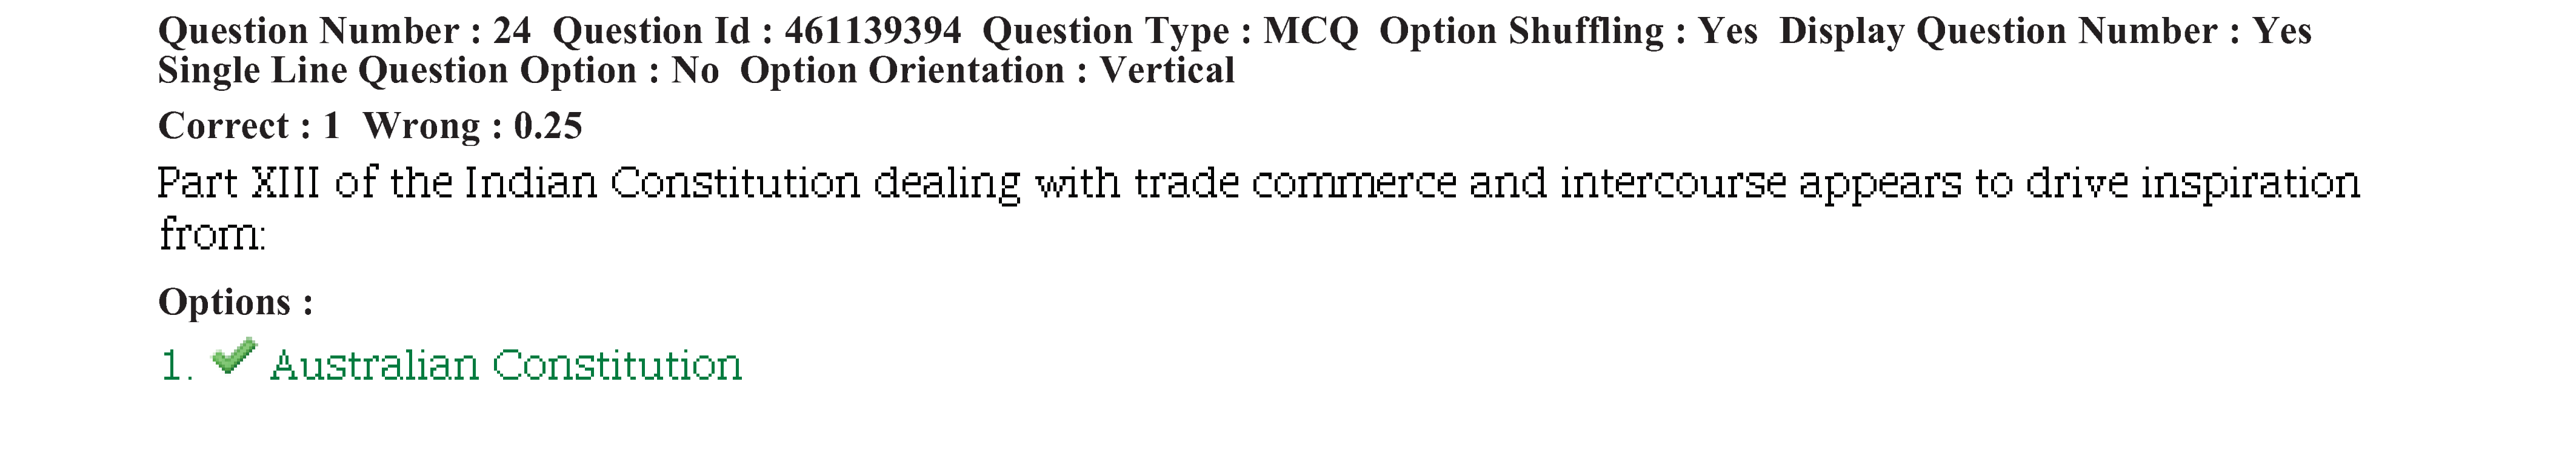 Question Number : 24 Question Id : 461139394 Question Type : MCQ Option Shuffling : Yes Display Question Number : Yes
Single Line Question Option : No Option Orientation : Vertical
Correct : 1 Wrong : 0.25
Part XIII of the Indian Constitution dealing with trade commerce and intercourse appears to drive inspiration
from:
Options :
1. ✔ Australian Constitution